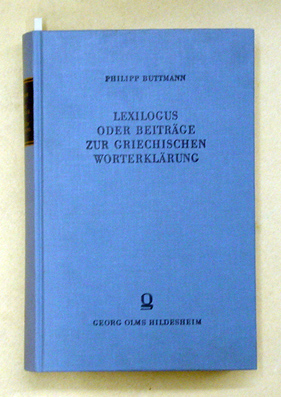 PHILIPP BUTTMANN
LEXILOGUS
ODER BEITRÄGE
ZUR GRIECHISCHEN
WORTERKLÄRUNG
GEORG OLMS HILDESHEIM